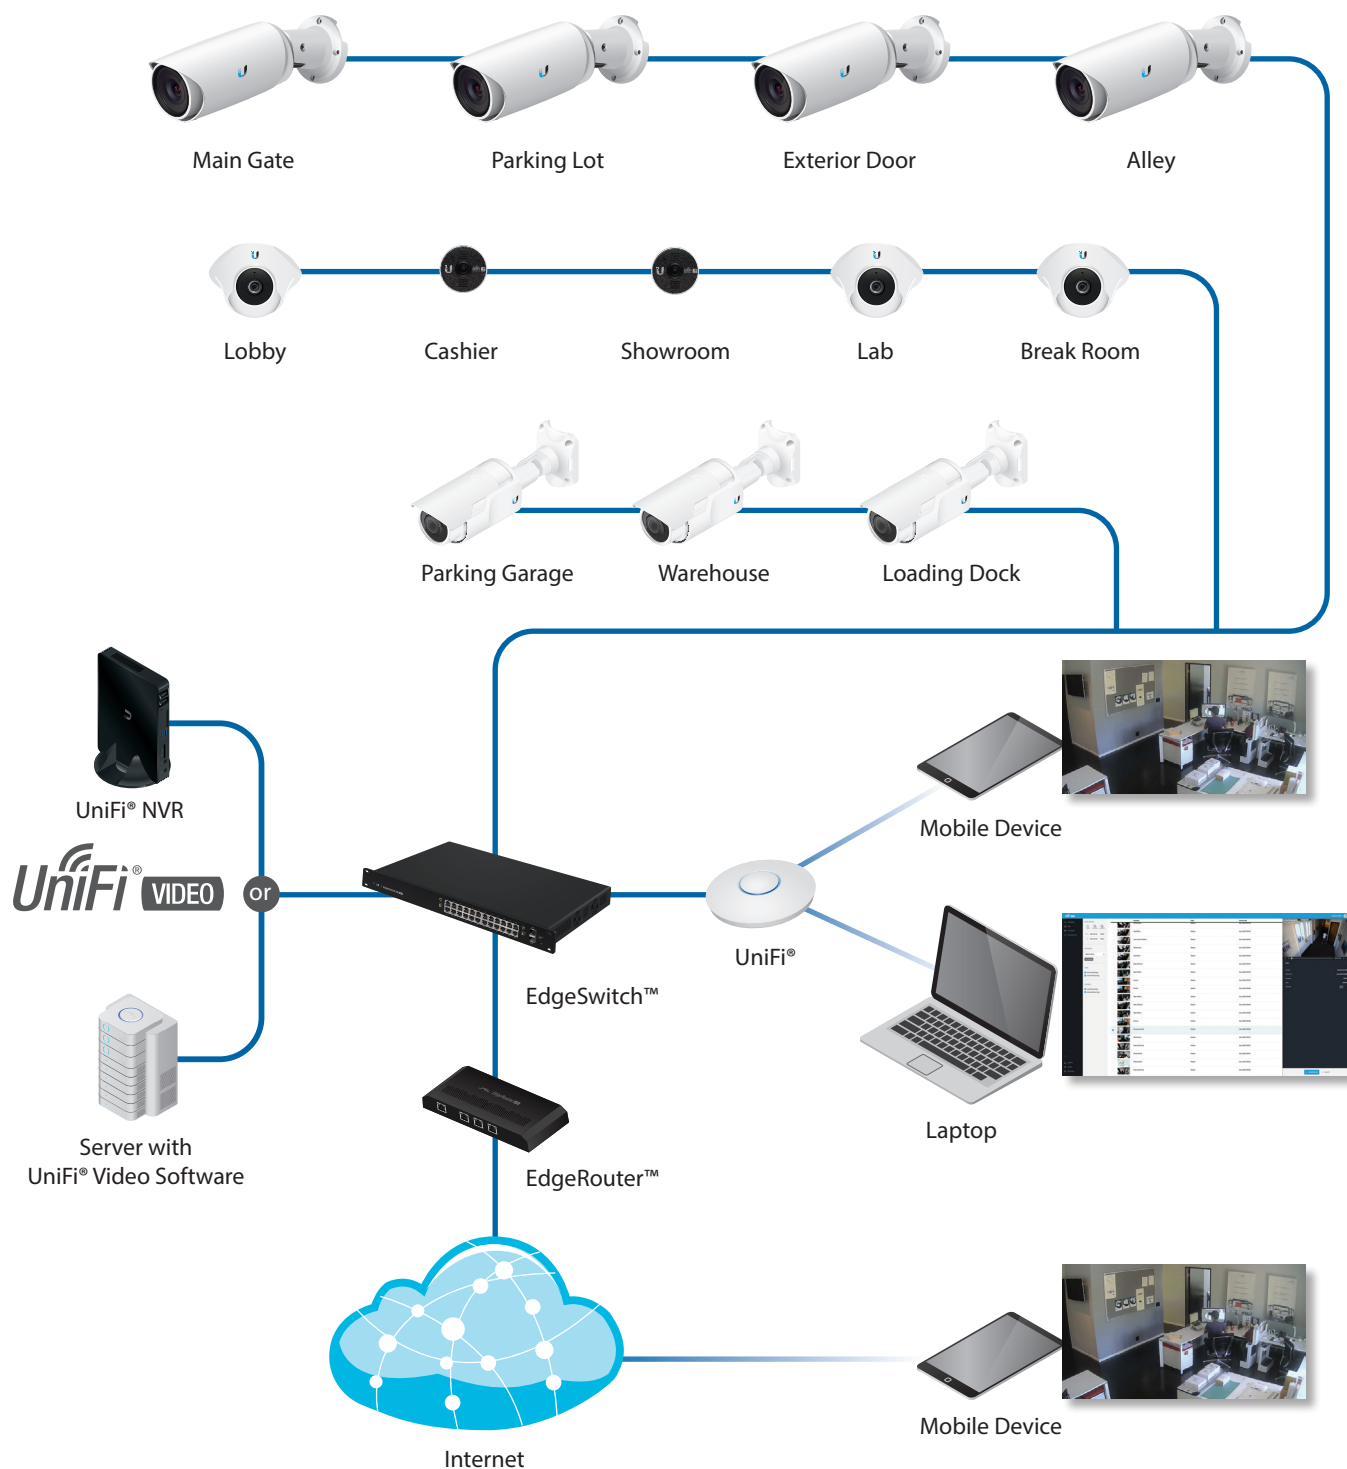 Main Gate
Parking Lot
Exterior Door
Alley
Lobby
Cashier
Showroom
Lab
Break Room
Parking Garage
Warehouse
Loading Dock
UniFi® NVR
Mobile Device
UniFi® VIDEO
or
UniFi®
EdgeSwitch™
Laptop
Server with
UniFi® Video Software
EdgeRouter™
Mobile Device
Internet